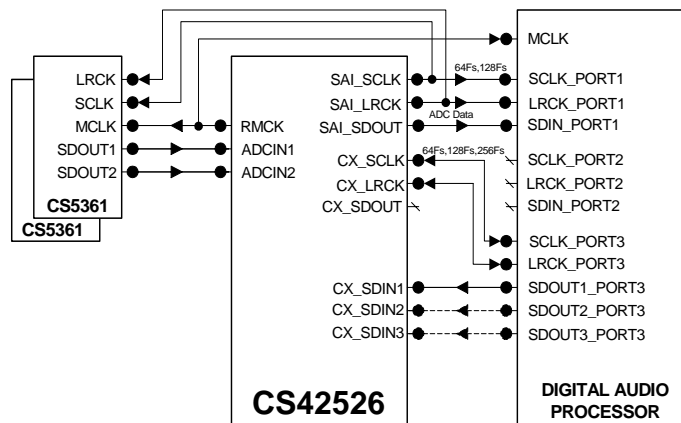 MCLK
LRCK
SCLK
MCLK
SDOUT1
SDOUT2
CS5361
CS5361
RMCK
ADCIN1
ADCIN2
SAI_SCLK
SAI_LRCK
SAI_SDOUT
CX_SCLK
CX_LRCK
CX_SDOUT
CX_SDIN1
CX_SDIN2
CX_SDIN3
CS42526
64Fs,128Fs
ADC Data
64Fs,128Fs,256Fs
SCLK_PORT1
LRCK_PORT1
SDIN_PORT1
SCLK_PORT2
LRCK_PORT2
SDIN_PORT2
SCLK_PORT3
LRCK_PORT3
SDOUT1_PORT3
SDOUT2_PORT3
SDOUT3_PORT3
DIGITAL AUDIO
PROCESSOR